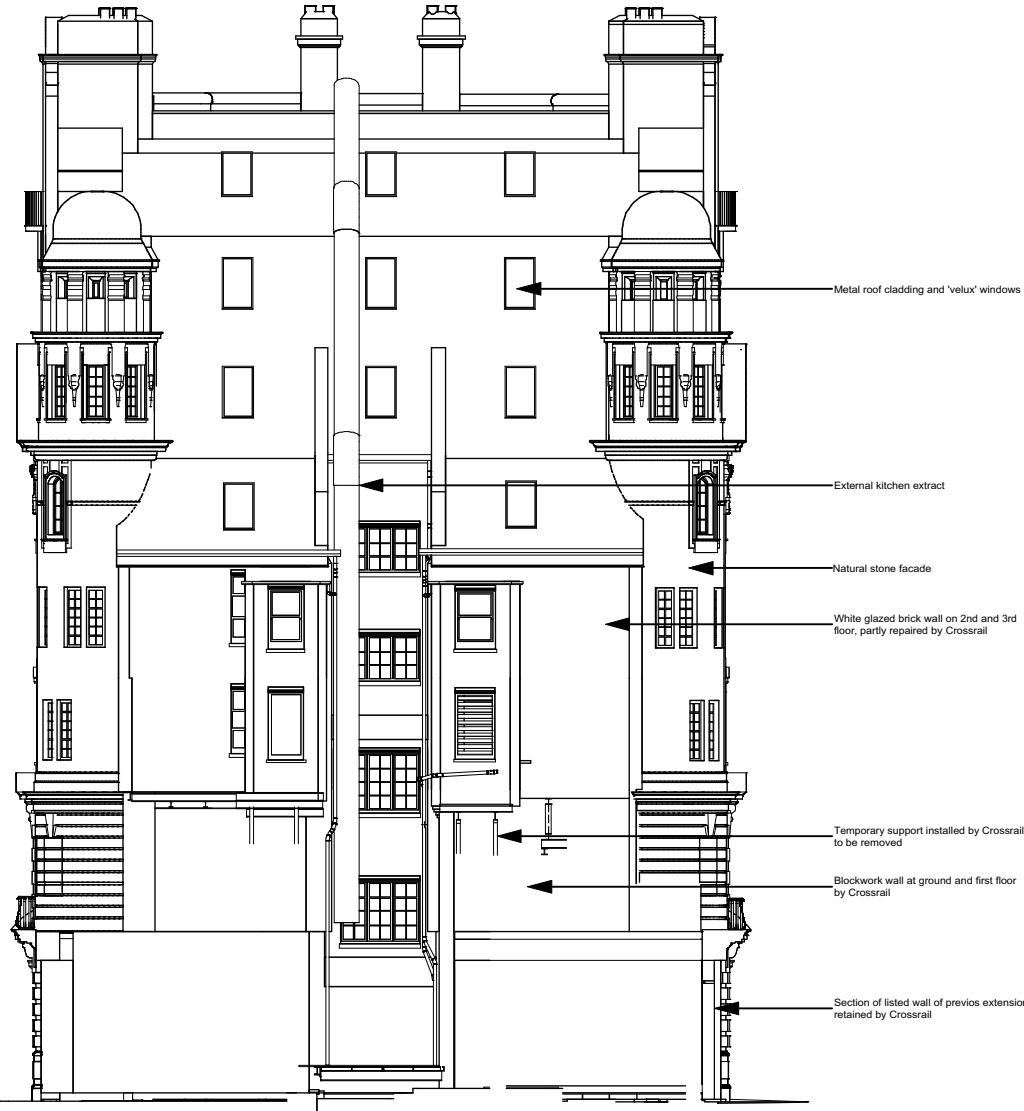 Metal roof cladding and 'velux' windows
External kitchen extract
Natural stone facade
White glazed brick wall on 2nd and 3rd
floor, partly repaired by Crossrail
Temporary support installed by Crossrail
to be removed
Blockwork wall at ground and first floor
by Crossrail
Section of listed wall of previos extension
retained by Crossrail